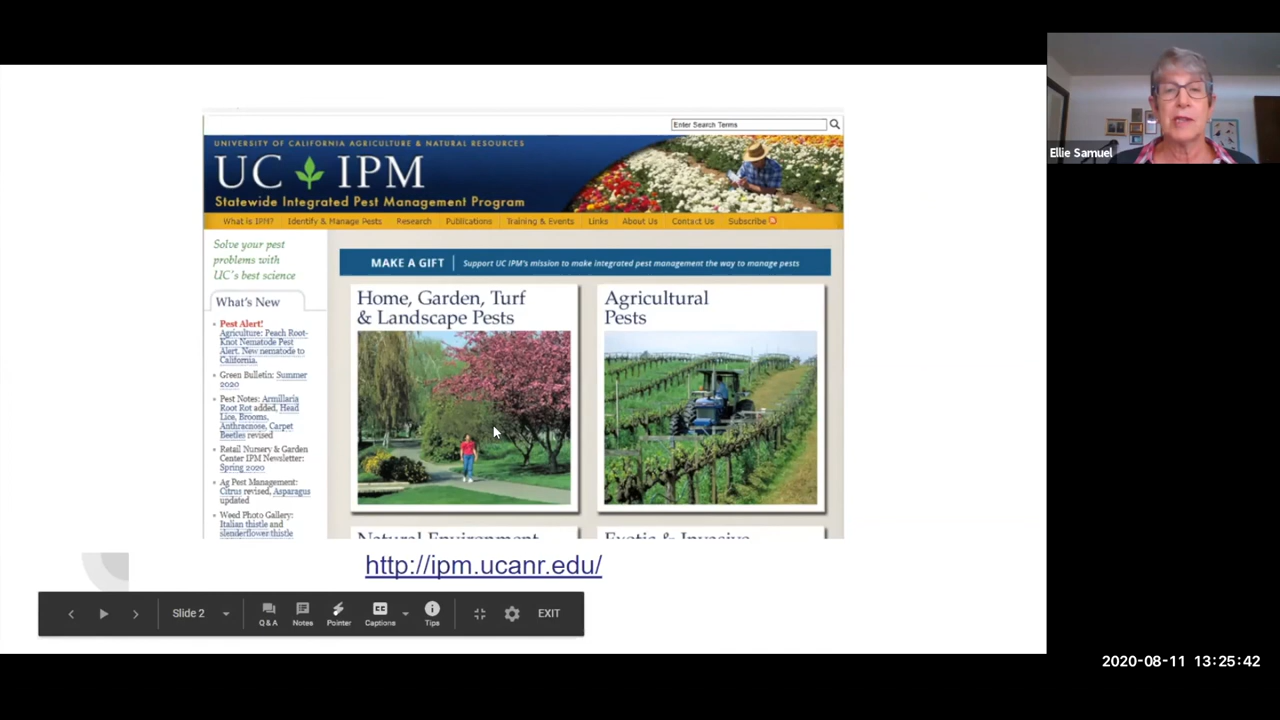 Enter Search Terms
UNIVERSITY OF CALIFORNIA AGRICULTURE & NATURAL RESOURCES
UC IPM
Statewide Integrated Pest Management Program
What is IPM? Identify & Manage Pests Research Publications Training & Events Links About Us Contact Us Subscribe
Solve your pest
problems with
UC's best science
What's New
Pest Alert!
Agriculture: Peach Root-
Knot Nematode Pest
Alert. New nematode to
California.
Green Bulletin: Summer
2020
Pest Notes: Armillaria
Root Rot added, Head
Lice, Brooms,
Anthracnose, Carpet
Beetles revised
Retail Nursery & Garden
Center IPM Newsletter:
Spring 2020
Ag Pest Management:
Citrus revised, Asparagus
updated
Weed Photo Gallery:
Italian thistle and
slenderflower thistle
MAKE A GIFT Support UC IPM's mission to make integrated pest management the way to manage pests
Home, Garden, Turf
& Landscape Pests
Agricultural
Pests
Natural Environment
Exotic & Invasive
http://ipm.ucanr.edu/
Slide 2
Q & A
Notes
Pointer
Captions
Tips
EXIT
Ellie Samuel
2020-08-11 13:25:42